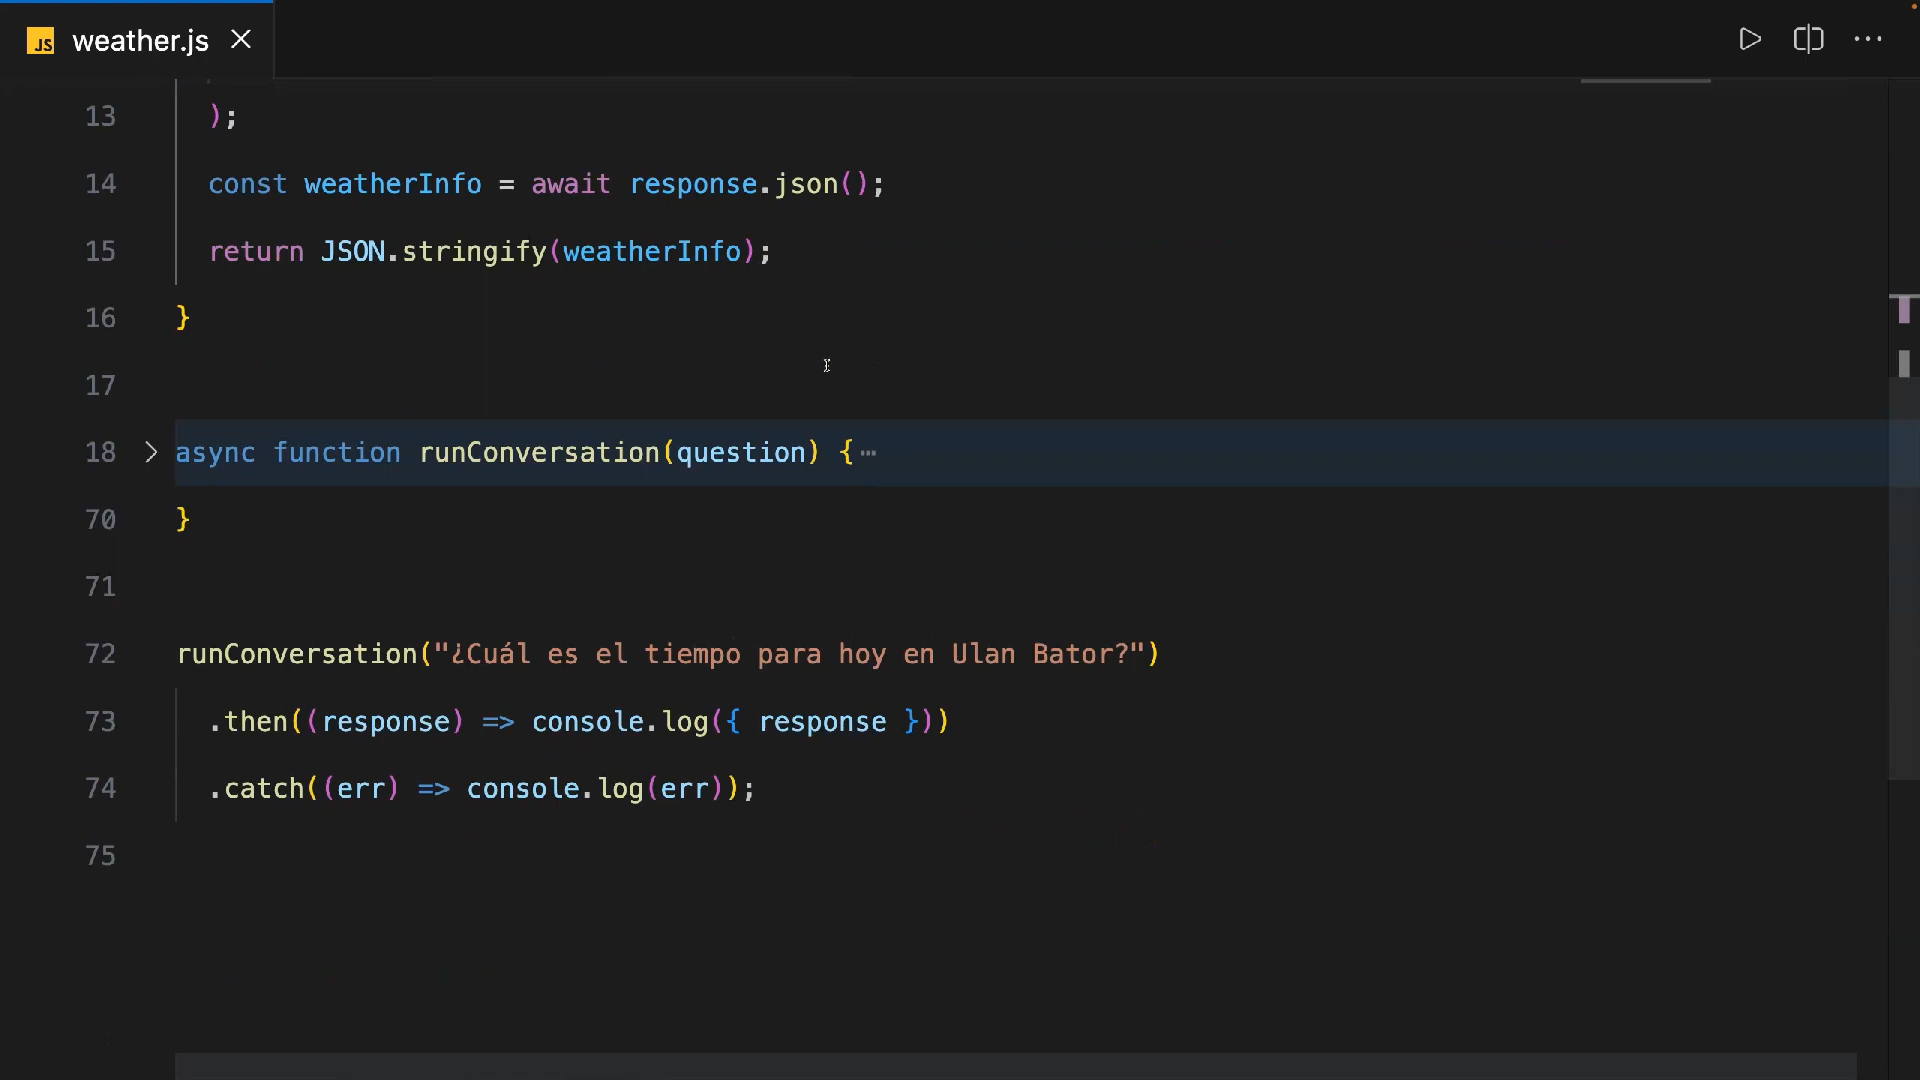 JS weather.js
13 );
14 const weatherInfo = await response.json();
15 return JSON.stringify(weatherInfo);
16 }
17
18 async function runConversation(question) {⋯
70 }
71
72 runConversation("¿Cuál es el tiempo para hoy en Ulan Bator?")
73 .then((response) => console.log({ response }))
74 .catch((err) => console.log(err));
75